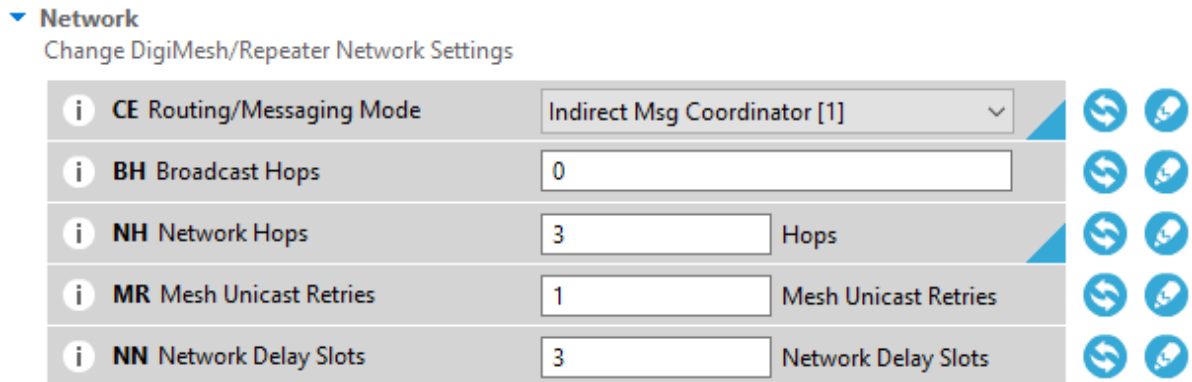 Network
Change DigiMesh/Repeater Network Settings
i CE Routing/Messaging Mode Indirect Msg Coordinator [1]
i BH Broadcast Hops 0
i NH Network Hops 3 Hops
i MR Mesh Unicast Retries 1 Mesh Unicast Retries
i NN Network Delay Slots 3 Network Delay Slots